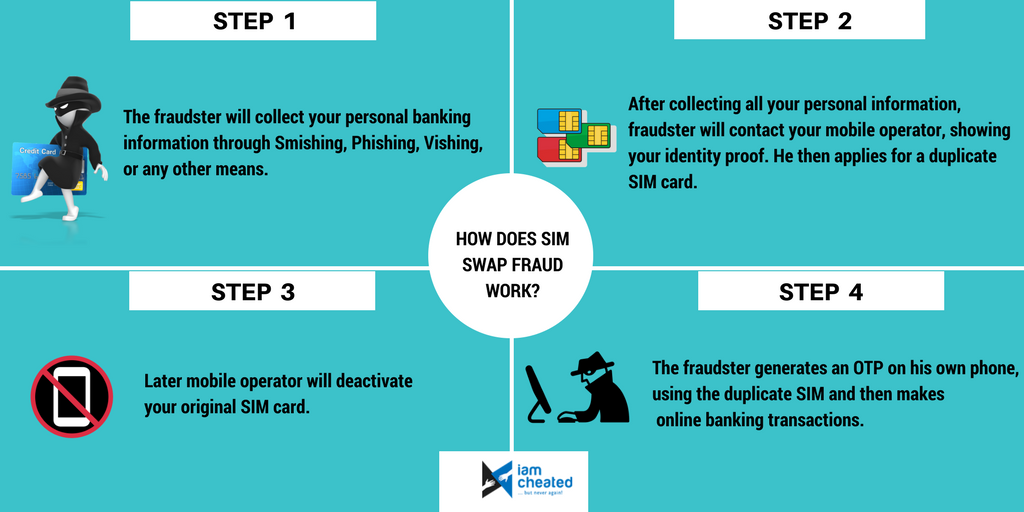 STEP 1
The fraudster will collect your personal banking
information through Smishing, Phishing, Vishing,
or any other means.
Credit Card
STEP 2
After collecting all your personal information,
fraudster will contact your mobile operator, showing
your identity proof. He then applies for a duplicate
SIM card.
HOW DOES SIM
SWAP FRAUD
WORK?
STEP 3
Later mobile operator will deactivate
your original SIM card.
STEP 4
The fraudster generates an OTP on his own phone,
using the duplicate SIM and then makes
online banking transactions.
iam
cheated
... but never again!